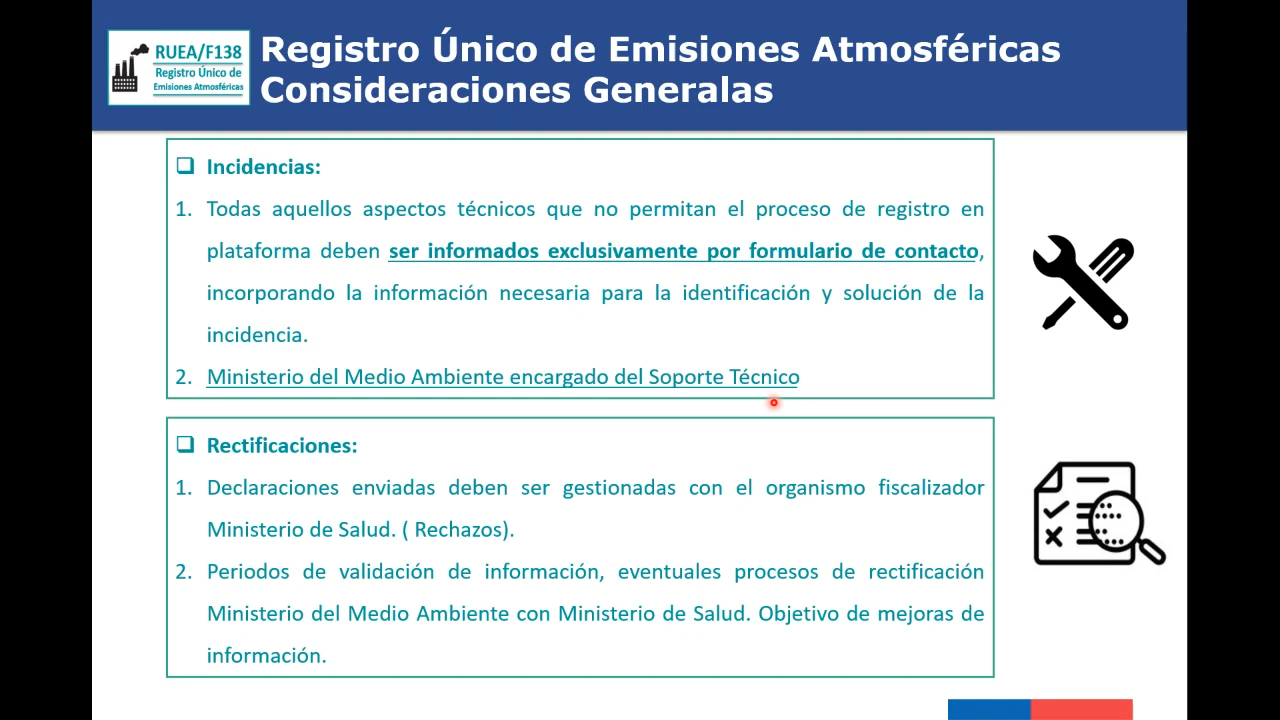 RUEA/F138
Registro Único de
Emisiones Atmosféricas
Registro Único de Emisiones Atmosféricas
Consideraciones Generalas
Incidencias:
1. Todas aquellos aspectos técnicos que no permitan el proceso de registro en
plataforma deben ser informados exclusivamente por formulario de contacto,
incorporando la información necesaria para la identificación y solución de la
incidencia.
2. Ministerio del Medio Ambiente encargado del Soporte Técnico
Rectificaciones:
1. Declaraciones enviadas deben ser gestionadas con el organismo fiscalizador
Ministerio de Salud. ( Rechazos).
2. Periodos de validación de información, eventuales procesos de rectificación
Ministerio del Medio Ambiente con Ministerio de Salud. Objetivo de mejoras de
información.